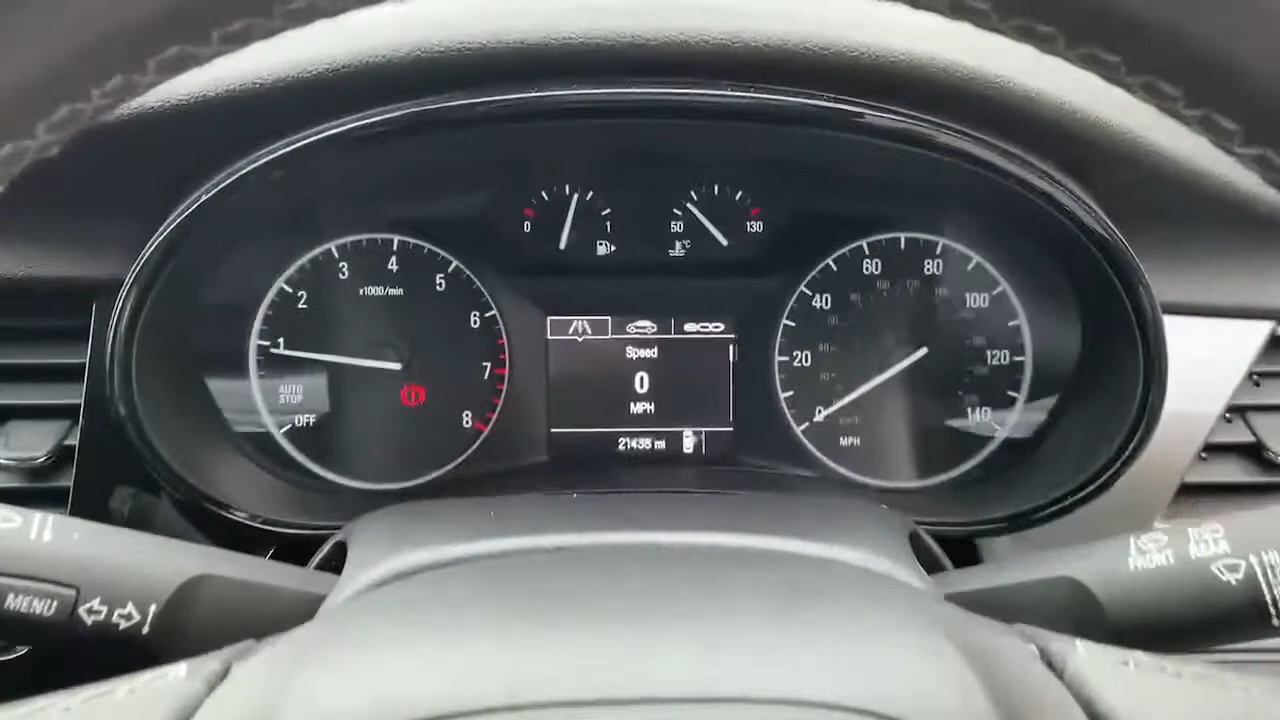 0 1
50 130
°C
1 2 3 4 5 6 7 8
x1000/min
AUTO
STOP
OFF
eco
Speed
0
MPH
21435 mi
0 20 40 60 80 100 120 140
MPH
MENU
FRONT
REAR